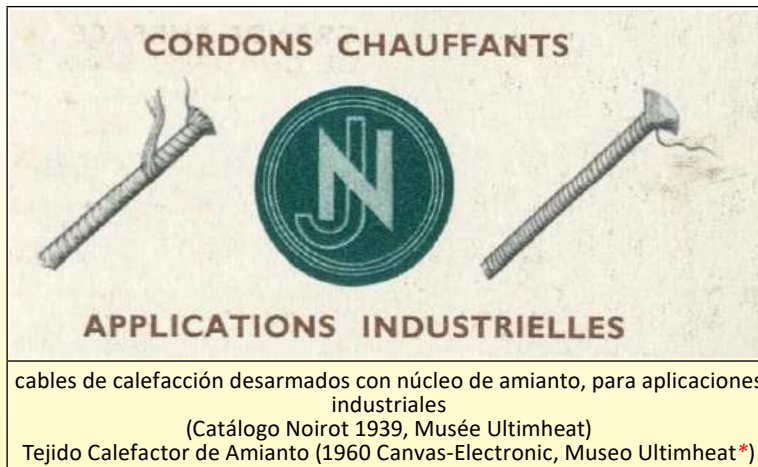 CORDONS CHAUFFANTS
JN
APPLICATIONS INDUSTRIELLES
cables de calefacción desarmados con núcleo de amianto, para aplicaciones
industriales
(Catálogo Noirot 1939, Musée Ultimheat)
Tejido Calefactor de Amianto (1960 Canvas-Electronic, Museo Ultimheat*)